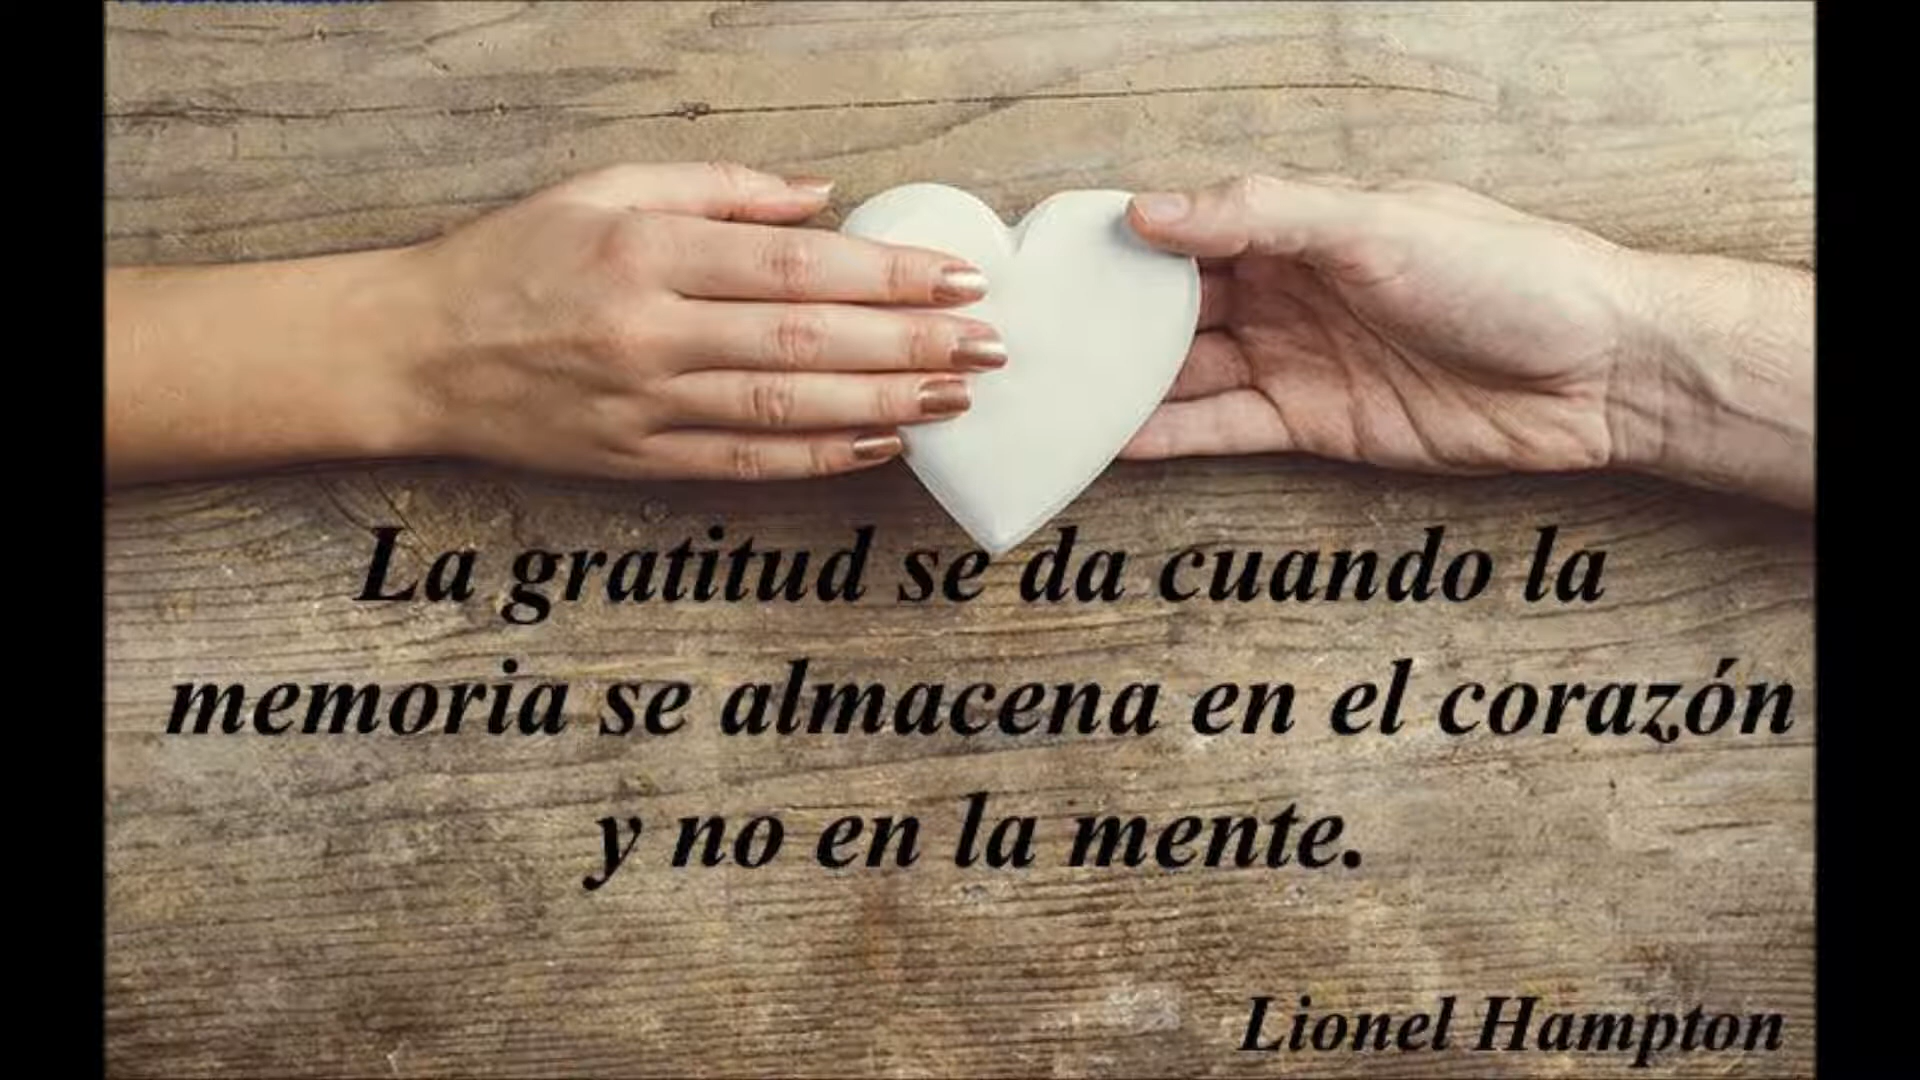 La gratitud se da cuando la
memoria se almacena en el corazón
y no en la mente.
Lionel Hampton